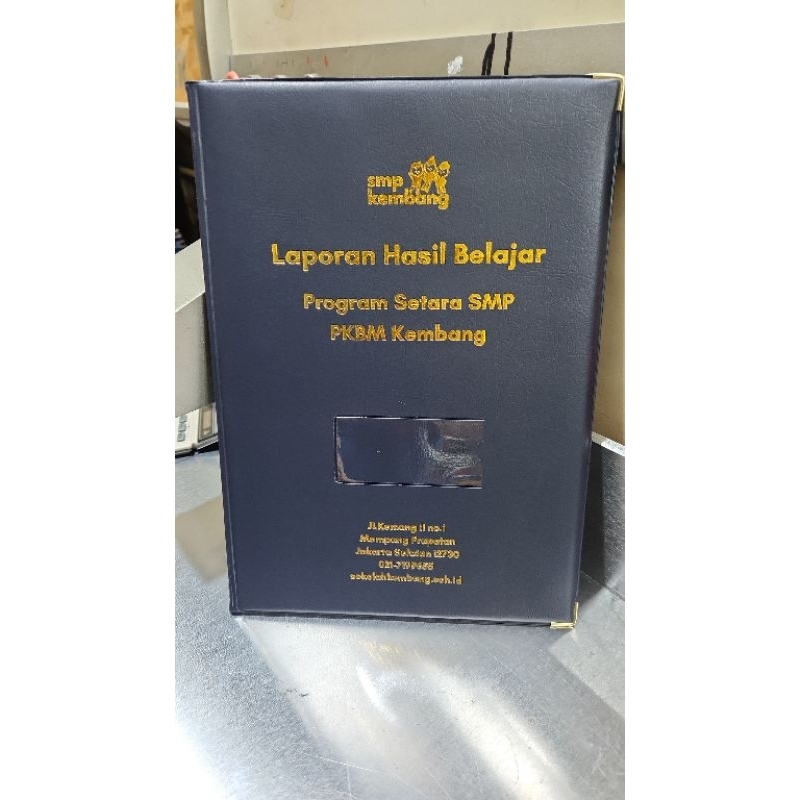 smp
kembang
Laporan Hasil Belajar
Program Setara SMP
PKBM Kembang
Jl.Kemang II no.1
Mampang Prapatan
Jakarta Selatan 12730
sekolahkembang.sch.id